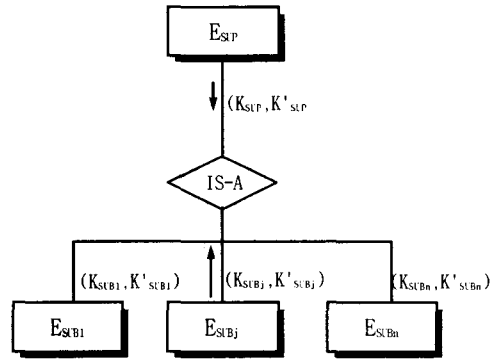 E_SUP
(K_SUP, K'_SUP
IS-A
(K_SUB1, K'_SUB1) (K_SUBj, K'_SUBj) (K_SUBn, K'_SUBn)
E_SUB1 E_SUBj E_SUBn